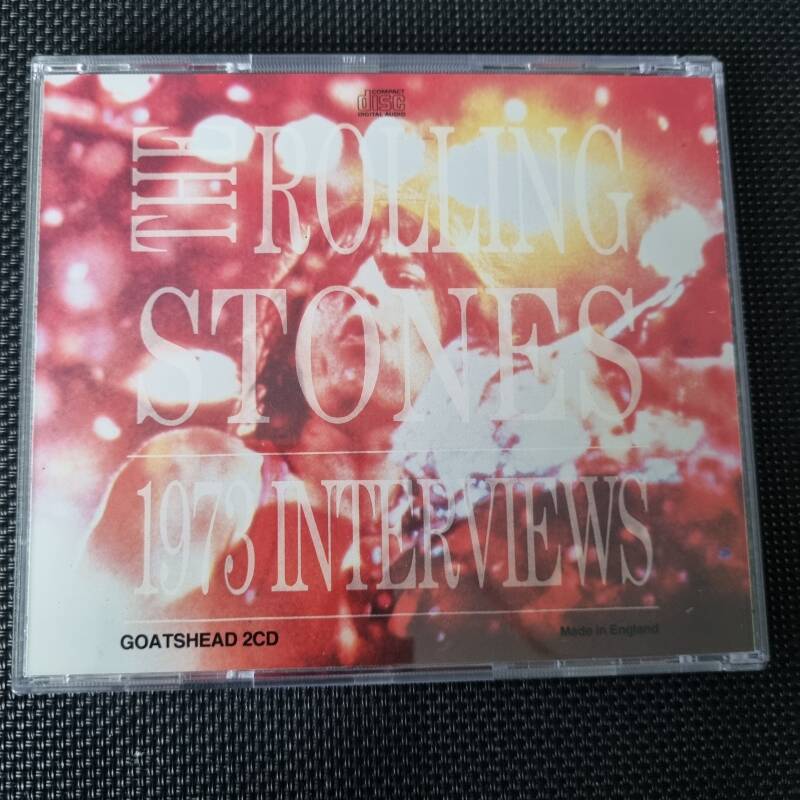 COMPACT
disc
DIGITAL AUDIO
THE ROLLING
STONES
1973 INTERVIEWS
GOATSHEAD 2CD
Made in England